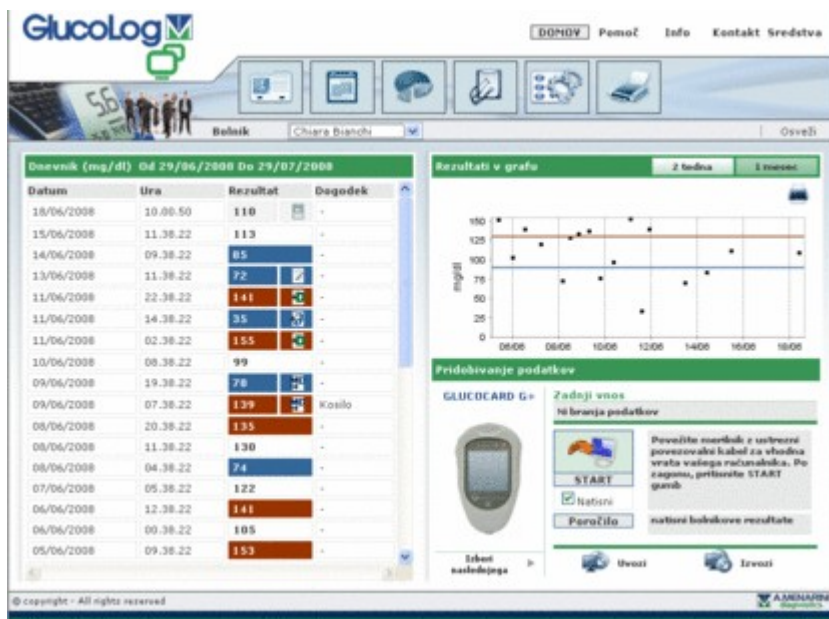 GlucoLog
DOMOV Pomoč Info Kontakt Sredstva
56
Bolnik Chiara Bianchi Osveži
Dnevnik (mg/dl) Od 29/06/2008 Do 29/07/2008
Datum Ura Rezultat Dogodek
18/06/2008 10.00.50 110 -
15/06/2008 11.38.22 113 -
14/06/2008 09.38.22 85 -
13/06/2008 11.38.22 72 -
11/06/2008 22.38.22 141 -
11/06/2008 14.38.22 35 -
11/06/2008 02.38.22 155 -
10/06/2008 08.38.22 99 -
09/06/2008 19.38.22 78 -
09/06/2008 07.38.22 139 Kosilo
08/06/2008 20.38.22 135 -
08/06/2008 11.38.22 130 -
08/06/2008 04.38.22 74 -
07/06/2008 05.38.22 122 -
06/06/2008 12.38.22 141 -
06/06/2008 00.38.22 105 -
05/06/2008 09.38.22 153 -
Rezultati v grafu 2 tedna 1 mesec
mg/dl
150
125
100
75
50
25
0
06/06 08/06 10/06 12/06 14/06 16/06 18/06
Pridobivanje podatkov
GLUCOCARD G+
Zadnji vnos
Ni branja podatkov
START
Natisni
Povežite merilnik z ustrezni
povezovalni kabel za vhodna
vrata vašega računalnika. Po
zagonu, pritisnite START
gumb
Poročilo natisni bolnikove rezultate
Izberi
naslednjega
Uvozi Izvozi
© copyright - All rights reserved
A.MENARINI
diagnostics